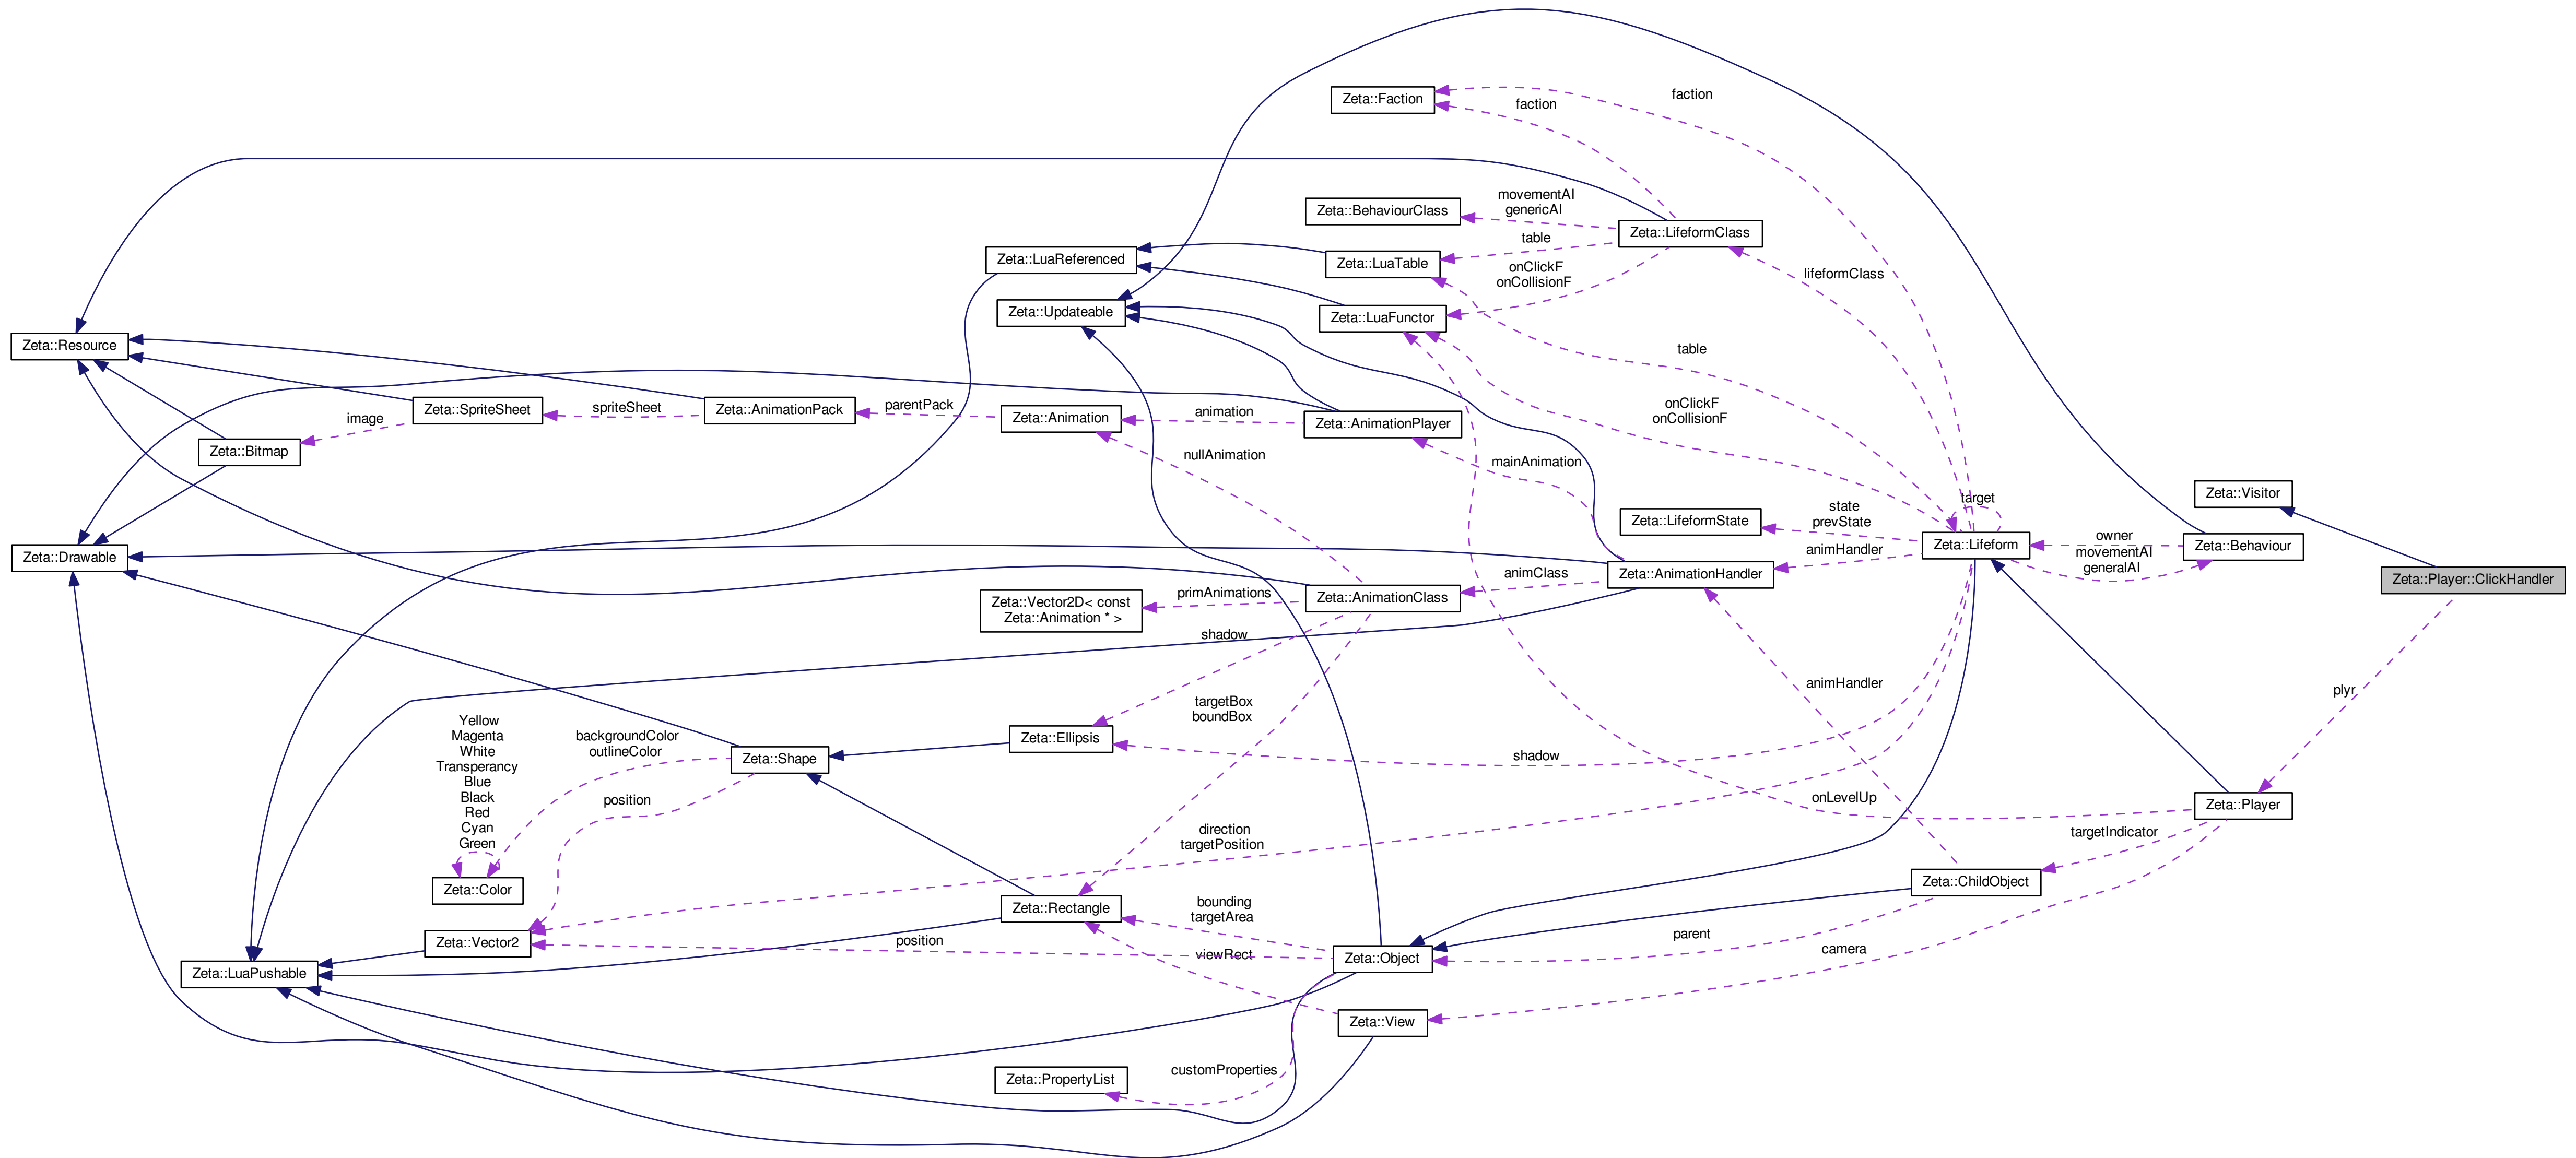 faction
Zeta::Faction
faction
movementAI
genericAI
Zeta::BehaviourClass
Zeta::LifeformClass
table
Zeta::LuaReferenced
Zeta::LuaTable
onClickF
onCollisionF
lifeformClass
Zeta::Updateable
Zeta::LuaFunctor
Zeta::Resource
table
Zeta::SpriteSheet
spriteSheet
Zeta::AnimationPack
parentPack
Zeta::Animation
animation
Zeta::AnimationPlayer
onClickF
onCollisionF
image
Zeta::Bitmap
nullAnimation
mainAnimation
Zeta::Visitor
target
Zeta::LifeformState
state
prevState
Zeta::Drawable
Zeta::Lifeform
owner
movementAI
generalAI
Zeta::Behaviour
animHandler
Zeta::AnimationHandler
animClass
Zeta::Player::ClickHandler
Zeta::AnimationClass
primAnimations
Zeta::Vector2D< const
Zeta::Animation * >
shadow
animHandler
plyr
targetBox
boundBox
Yellow
Magenta
White
Transperancy
Blue
Black
Red
Cyan
Green
backgroundColor
outlineColor
Zeta::Ellipsis
Zeta::Shape
shadow
position
onLevelUp
Zeta::Player
direction
targetPosition
targetIndicator
Zeta::Color
Zeta::ChildObject
Zeta::Rectangle
bounding
targetArea
Zeta::Vector2
position
parent
viewRect
Zeta::Object
camera
Zeta::LuaPushable
Zeta::View
customProperties
Zeta::PropertyList